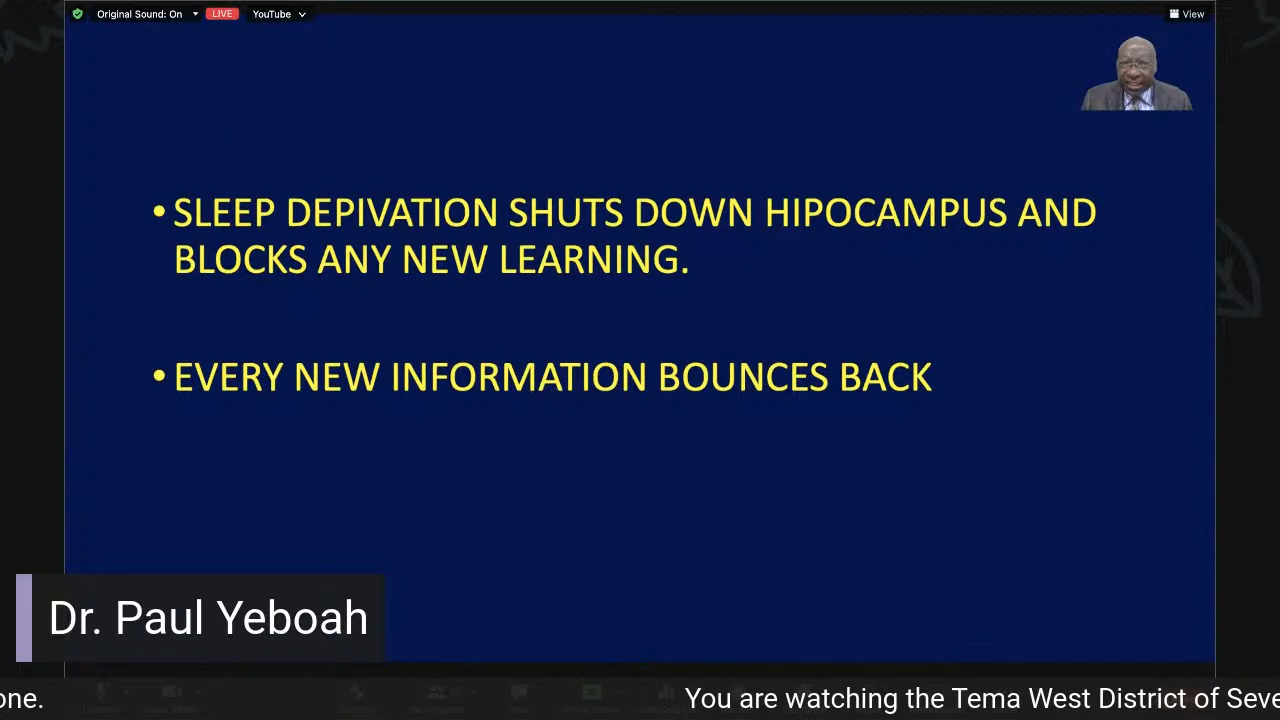 Original Sound: On
LIVE
YouTube
View
• SLEEP DEPIVATION SHUTS DOWN HIPOCAMPUS AND
BLOCKS ANY NEW LEARNING.
• EVERY NEW INFORMATION BOUNCES BACK
Dr. Paul Yeboah
one.
You are watching the Tema West District of Seve